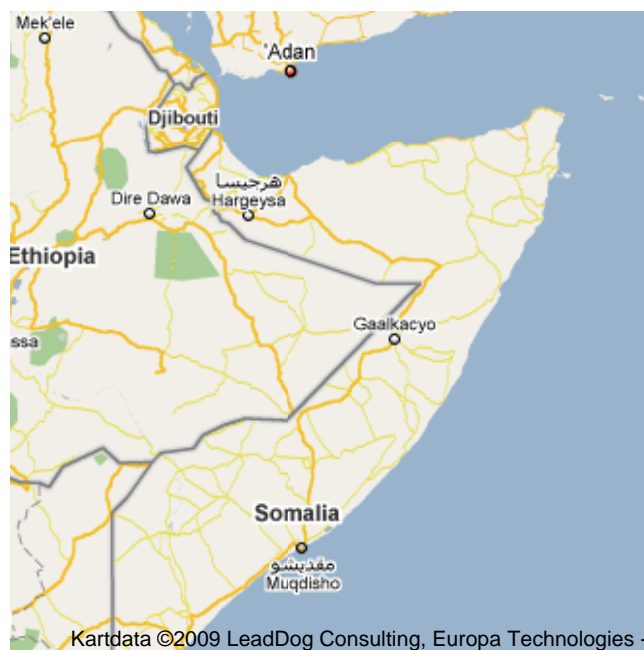 Mek'ele
'Adan
Djibouti
هرجيسا
Hargeysa
Dire Dawa
Ethiopia
Gaalkacyo
ssa
Somalia
مقديشو
Muqdisho
Kartdata ©2009 LeadDog Consulting, Europa Technologies -